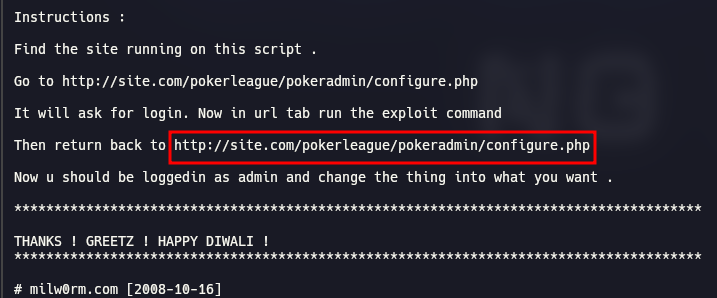 Instructions :
Find the site running on this script .
Go to http://site.com/pokerleague/pokeradmin/configure.php
It will ask for login. Now in url tab run the exploit command
Then return back to http://site.com/pokerleague/pokeradmin/configure.php
Now u should be loggedin as admin and change the thing into what you want .
**************************************************************************************
THANKS ! GREETZ ! HAPPY DIWALI !
**************************************************************************************
# milw0rm.com [2008-10-16]